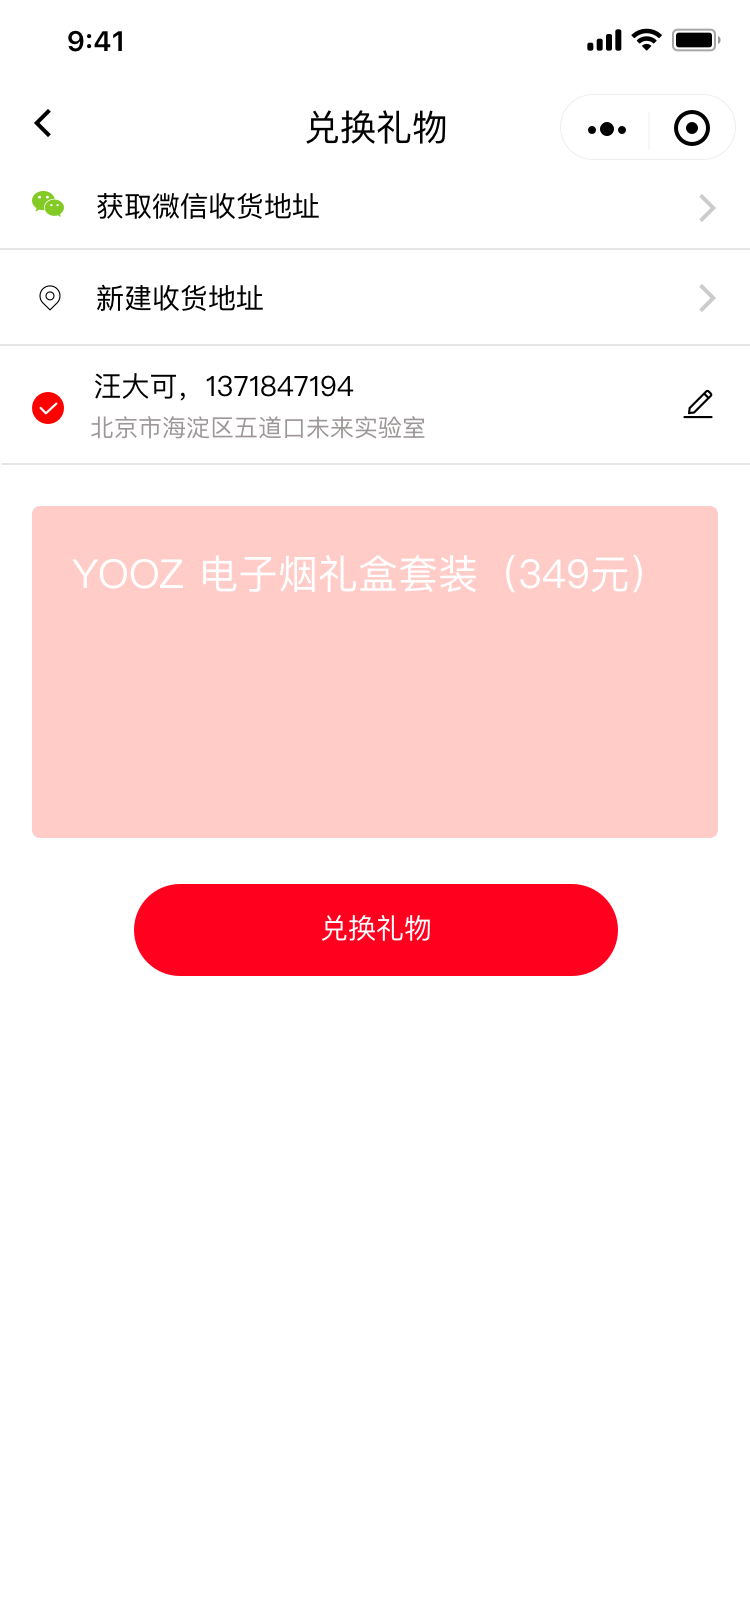 9:41
兑换礼物
获取微信收货地址
新建收货地址
汪大可，1371847194
北京市海淀区五道口未来实验室
YOOZ 电子烟礼盒套装（349元）
兑换礼物